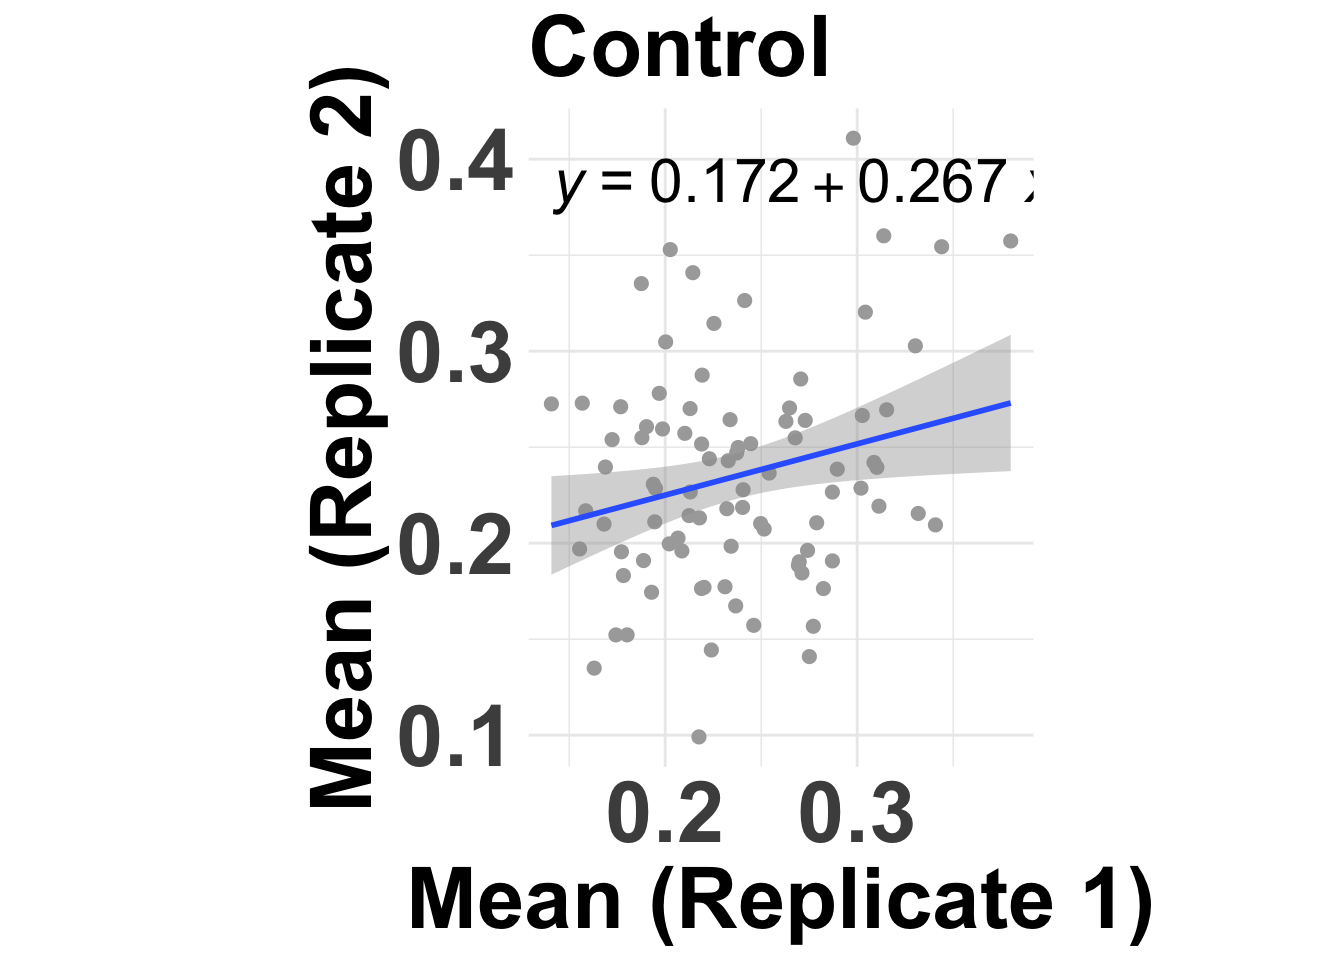 Control
y = 0.172 + 0.267
Mean (Replicate 2)
0.4
0.3
0.2
0.1
0.2 0.3
Mean (Replicate 1)